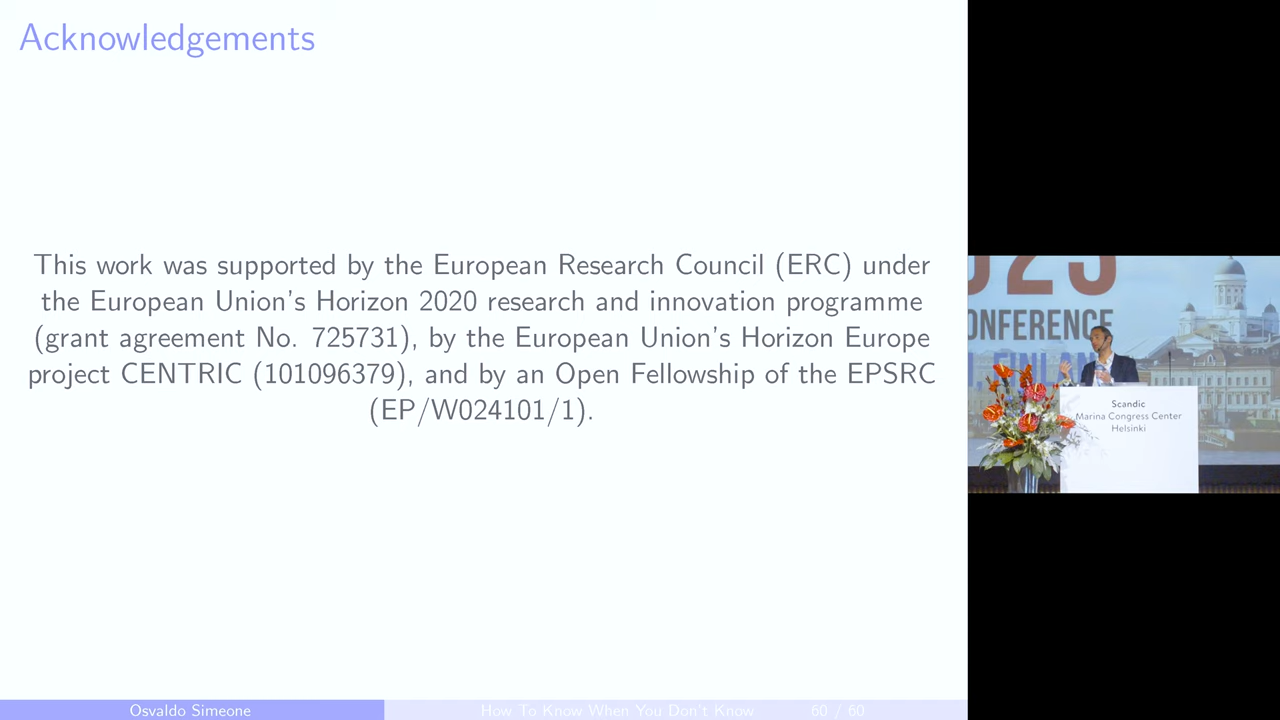 Acknowledgements
This work was supported by the European Research Council (ERC) under
the European Union's Horizon 2020 research and innovation programme
(grant agreement No. 725731), by the European Union's Horizon Europe
project CENTRIC (101096379), and by an Open Fellowship of the EPSRC
(EP/W024101/1).
Osvaldo Simeone
How To Know When You Don't Know
60 / 60
Scandic
Marina Congress Center
Helsinki